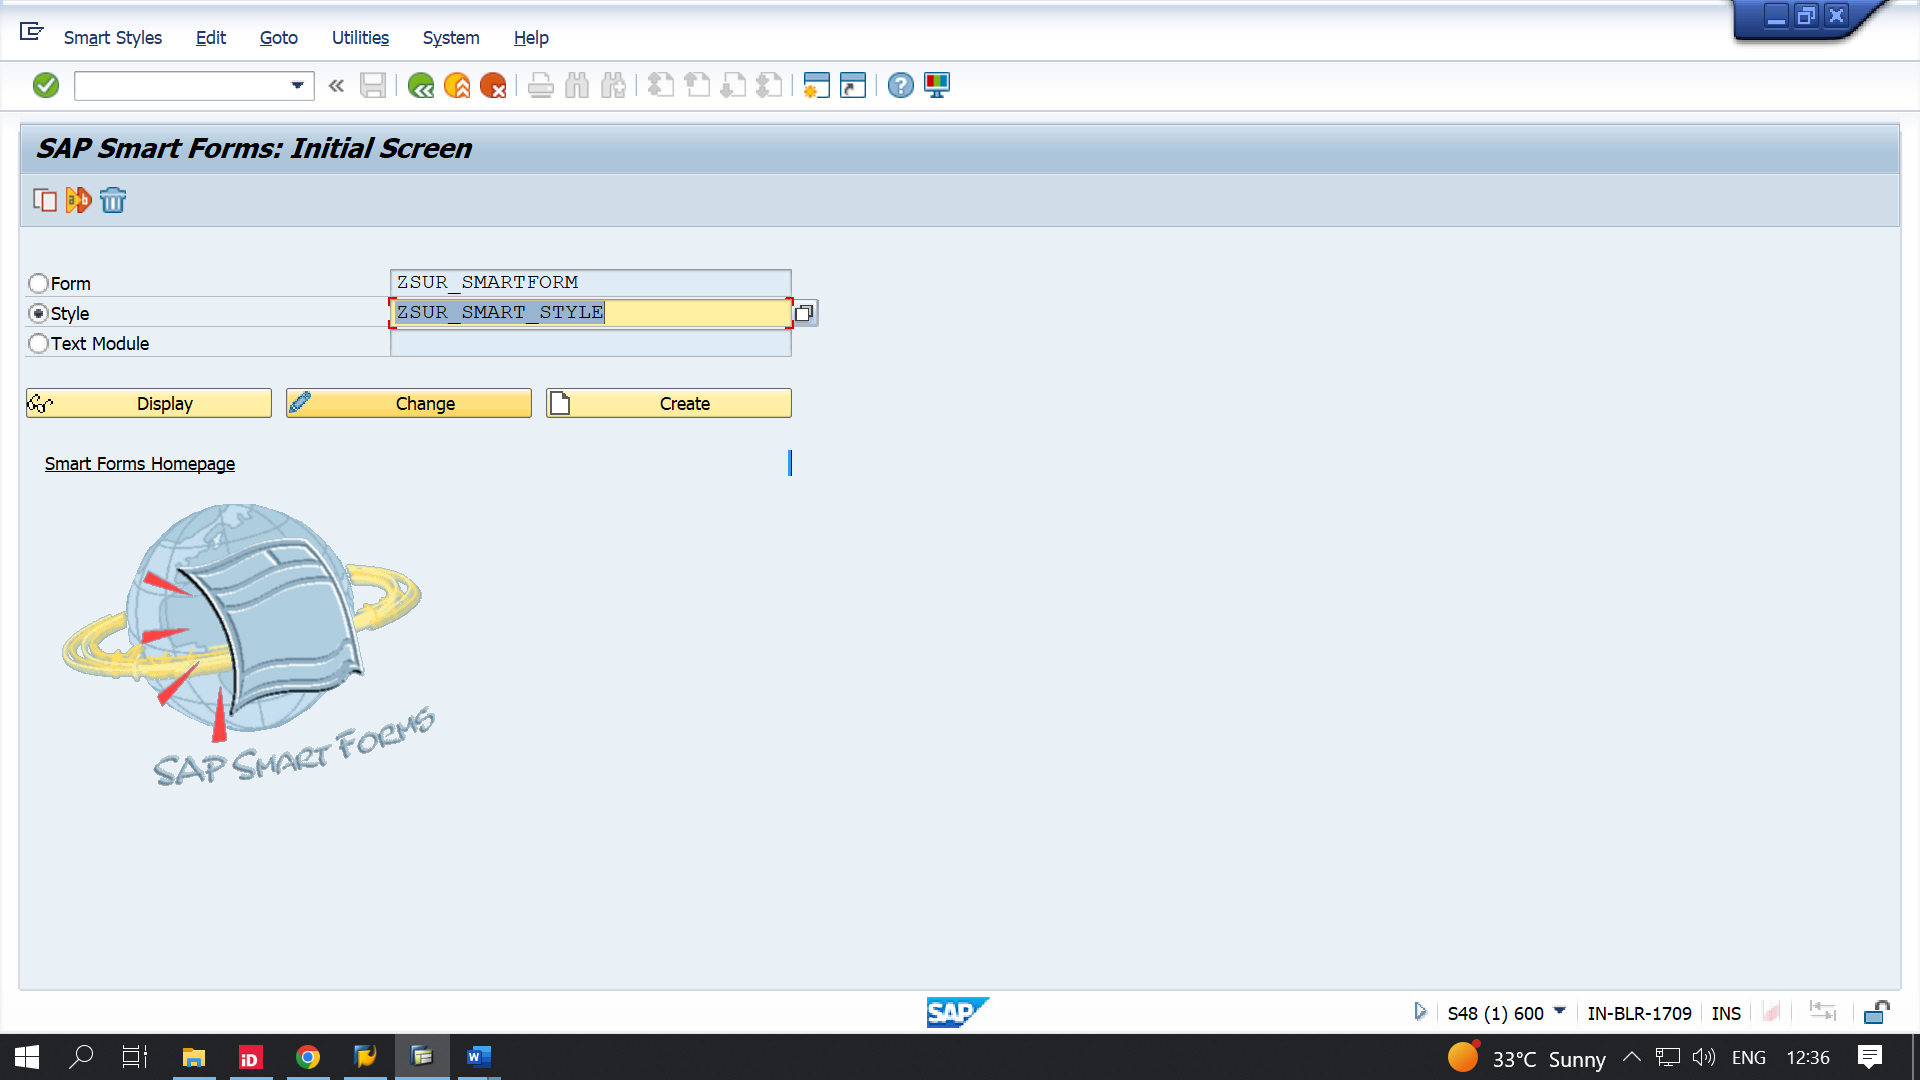 Smart Styles Edit Goto Utilities System Help
SAP Smart Forms: Initial Screen
Form ZSUR_SMARTFORM
Style ZSUR_SMART_STYLE
Text Module
Display Change Create
Smart Forms Homepage
SAP SMART FORMS
SAP S48 (1) 600 IN-BLR-1709 INS
iD W 33°C Sunny ENG 12:36